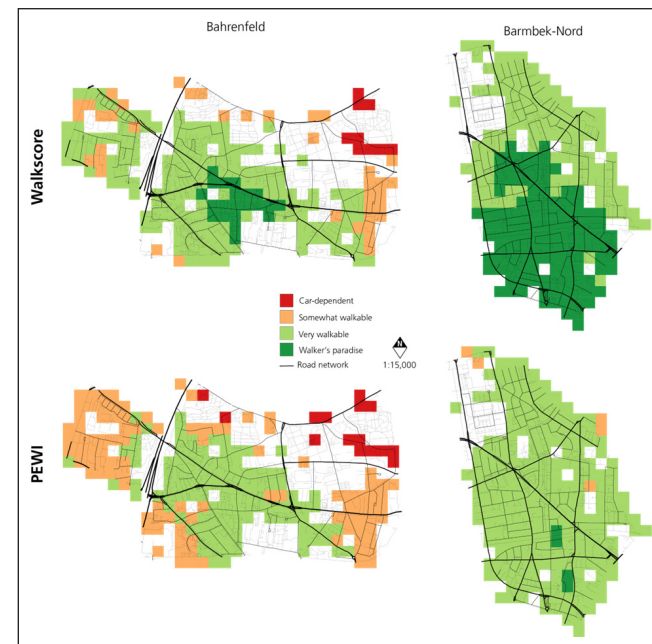 Bahrenfeld
Barmbek-Nord
Walkscore
Car-dependent
Somewhat walkable
Very walkable
Walker's paradise
Road network
N
1:15,000
PEWI